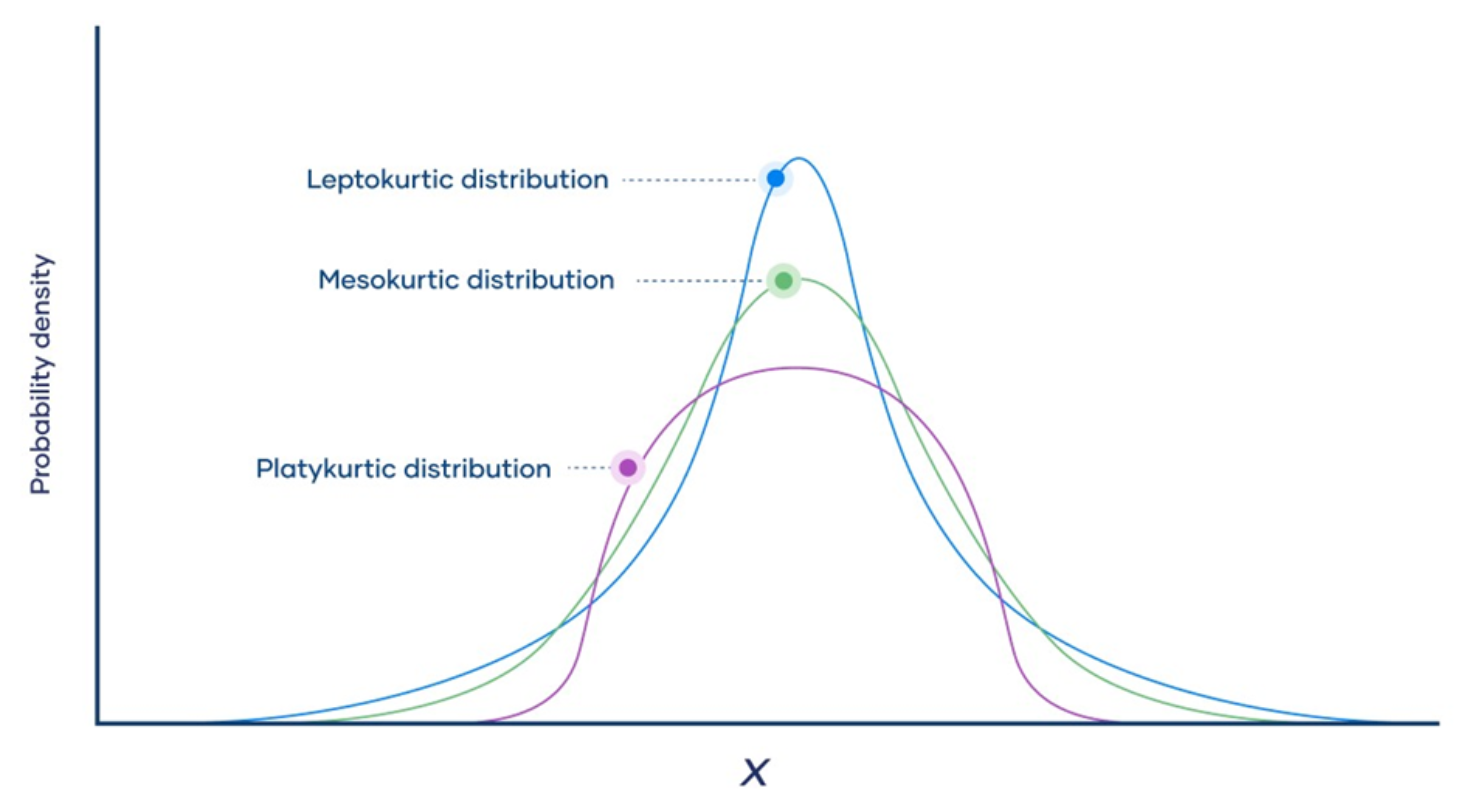 Leptokurtic distribution
Mesokurtic distribution
Probability density
Platykurtic distribution
X